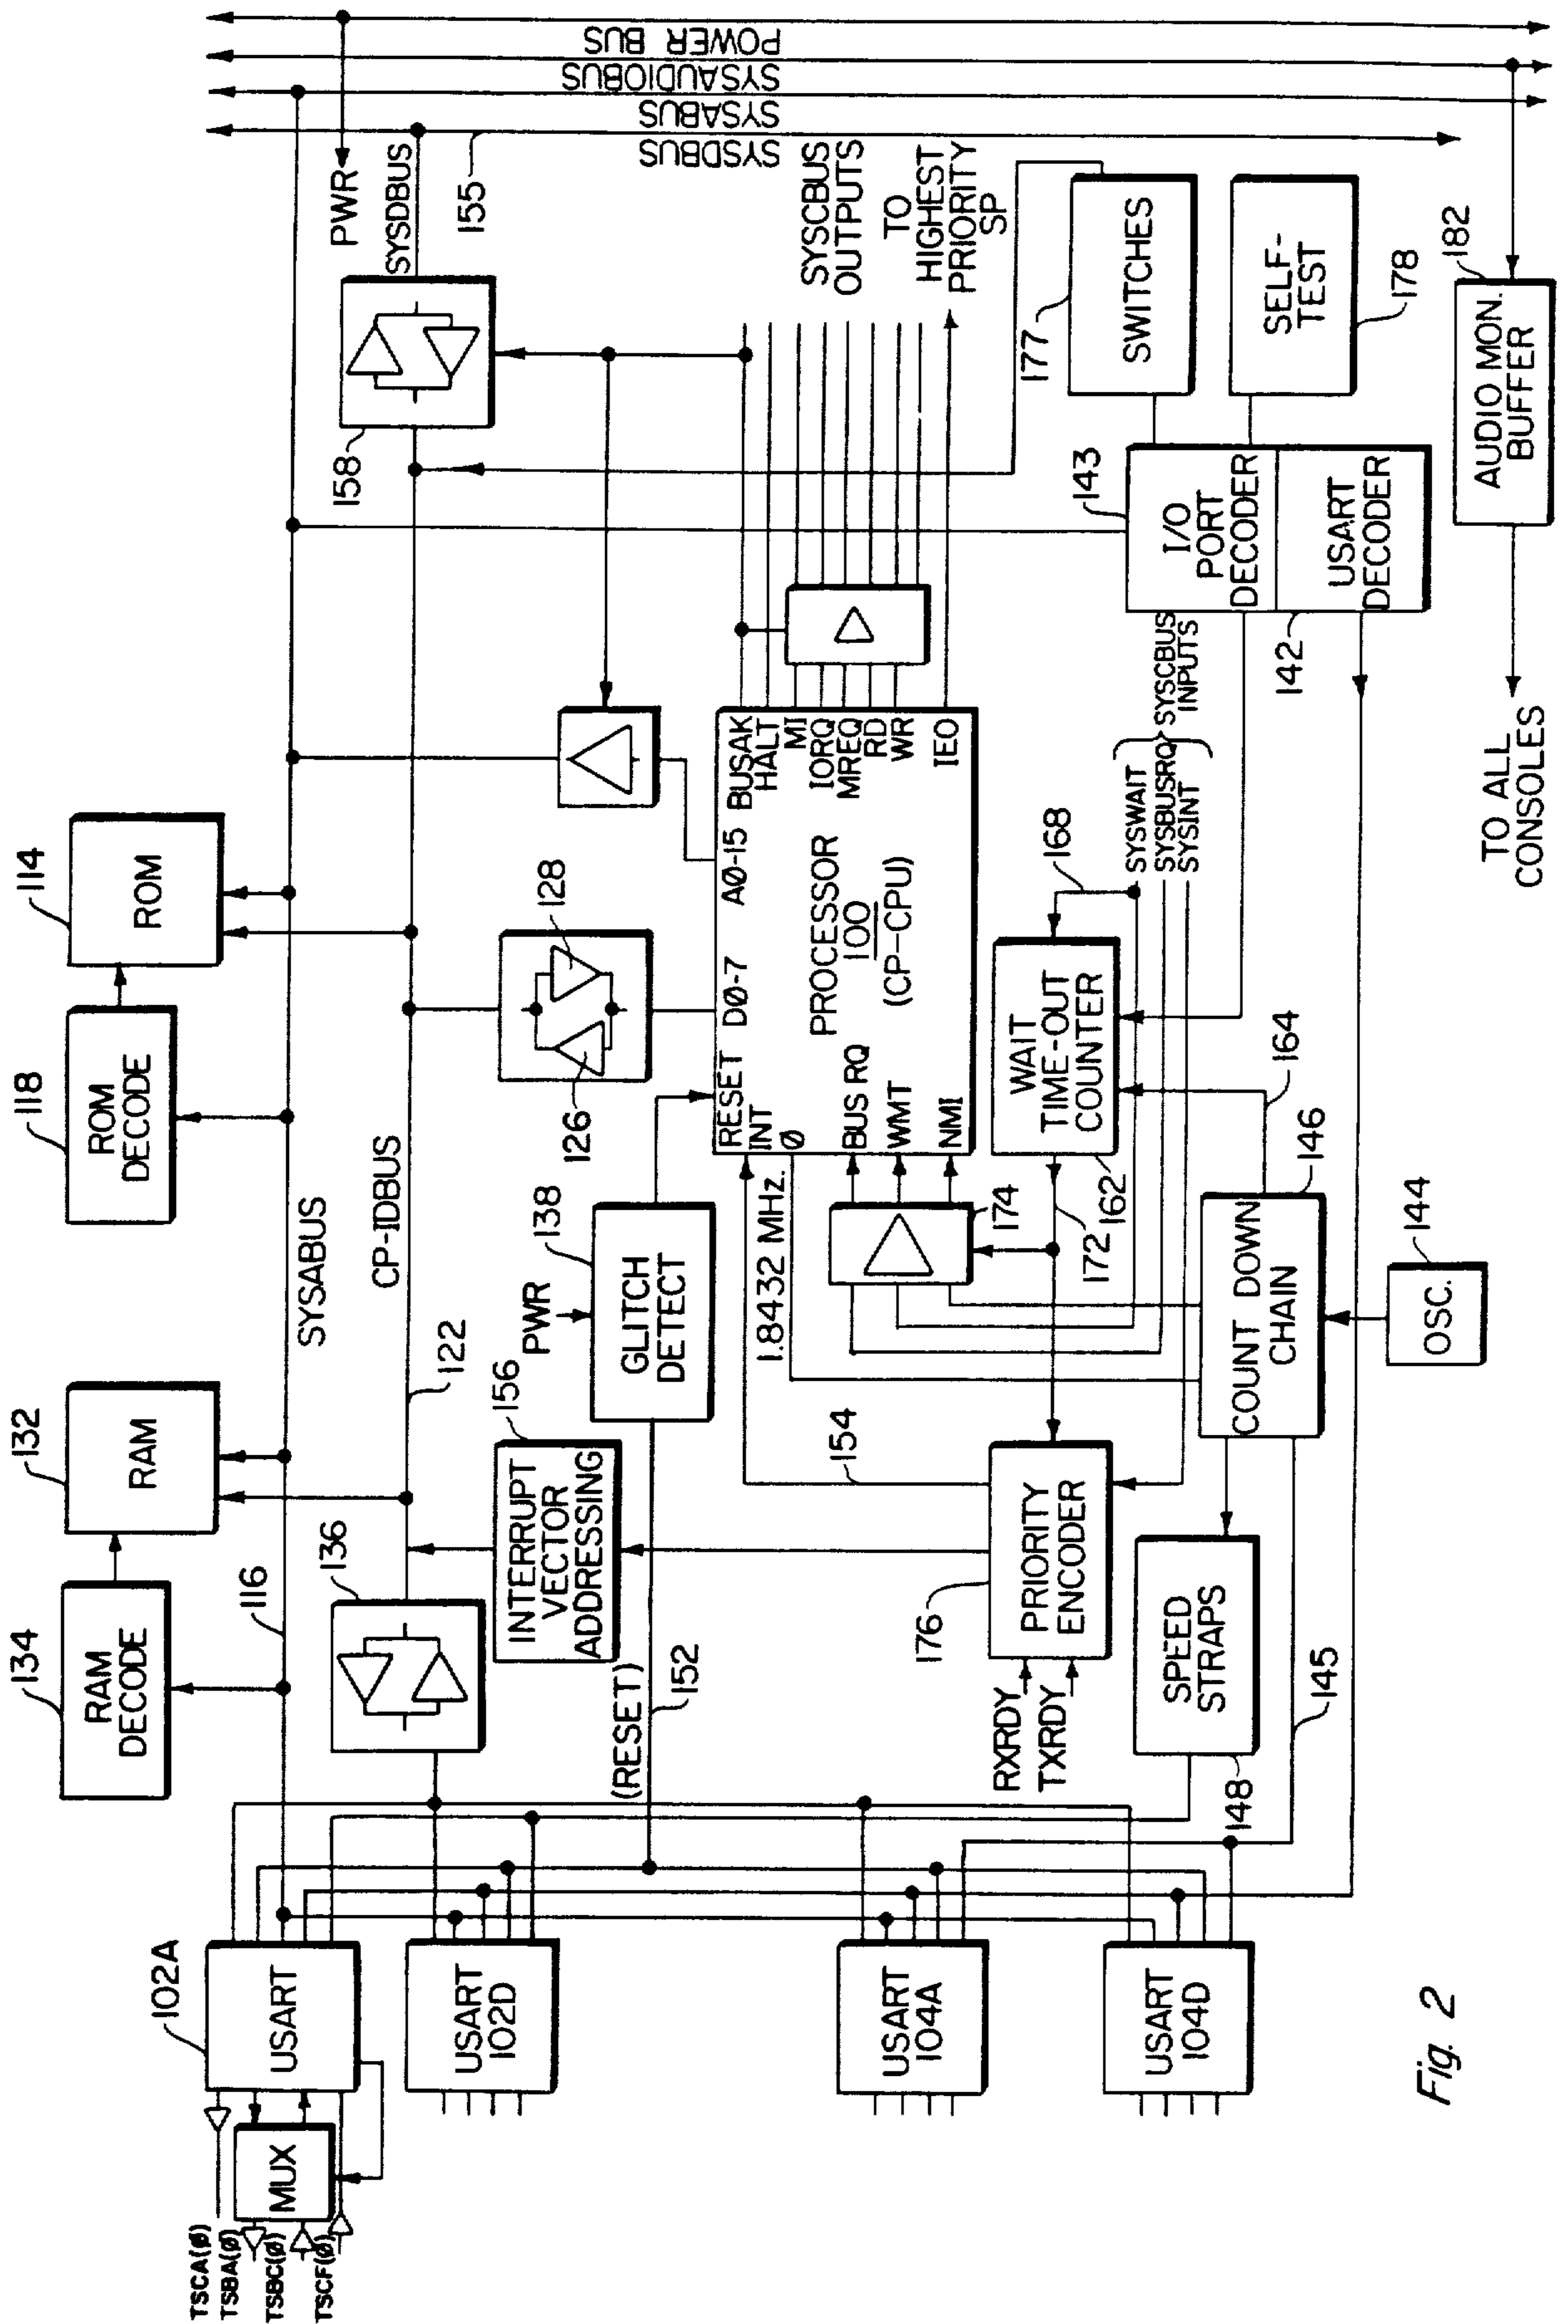 134
RAM
DECODE
132
RAM
118
ROM
DECODE
114
ROM
102A
USART
MUX
TSCA(Ø)
TSBA(Ø)
TSBC(Ø)
TSCF(Ø)
116
SYSABUS
136
122
CP-IDBUS
158
SYSDBUS
PWR
155
SYSDBUS
SYSABUS
SYSAUDIOBUS
POWER BUS
USART
102D
(RESET)
152
156
INTERRUPT
VECTOR
ADDRESSING
PWR
138
GLITCH
DETECT
126
128
RESET
DØ-7
AØ-15
BUSAK
HALT
MI
IORQ
MREQ
RD
WR
IEO
INT
Ø
BUS RQ
WMT
NMI
PROCESSOR
100
(CP-CPU)
SYSCBUS
OUTPUTS
TO
HIGHEST
PRIORITY
SP
1.8432 MHz.
154
174
USART
104A
RXRDY
TXRDY
176
PRIORITY
ENCODER
172
162
WAIT
TIME-OUT
COUNTER
168
SYSWAIT
SYSBUSRQ
SYSINT
SYSCBUS
INPUTS
143
I/O
PORT
DECODER
142
USART
DECODER
177
SWITCHES
SELF-
TEST
178
USART
104D
148
SPEED
STRAPS
145
COUNT DOWN
CHAIN
146
164
144
OSC.
TO ALL
CONSOLES
AUDIO MON.
BUFFER
182
Fig. 2